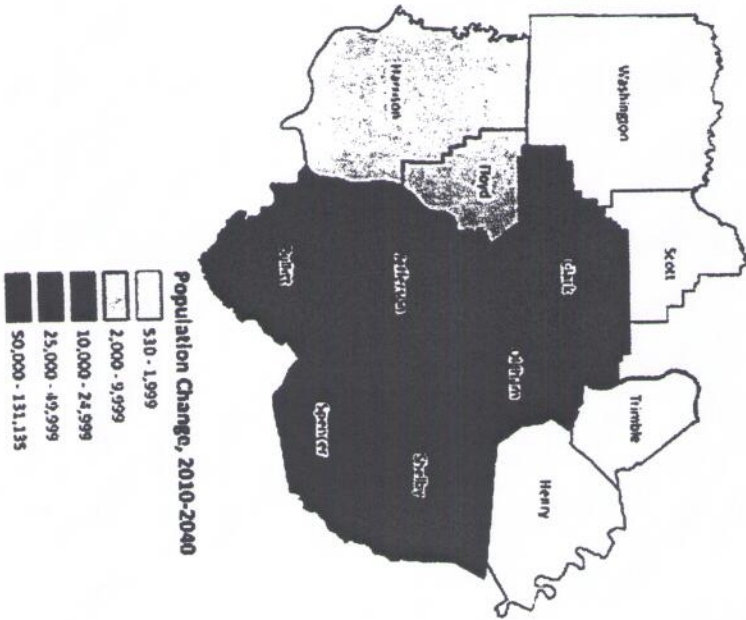 Washington
Scott
Clark
Floyd
Harrison
Trimble
Oldham
Henry
Jefferson
Shelby
Bullitt
Spencer
Population Change, 2010-2040
530 - 1,999
2,000 - 9,999
10,000 - 24,999
25,000 - 49,999
50,000 - 131,135